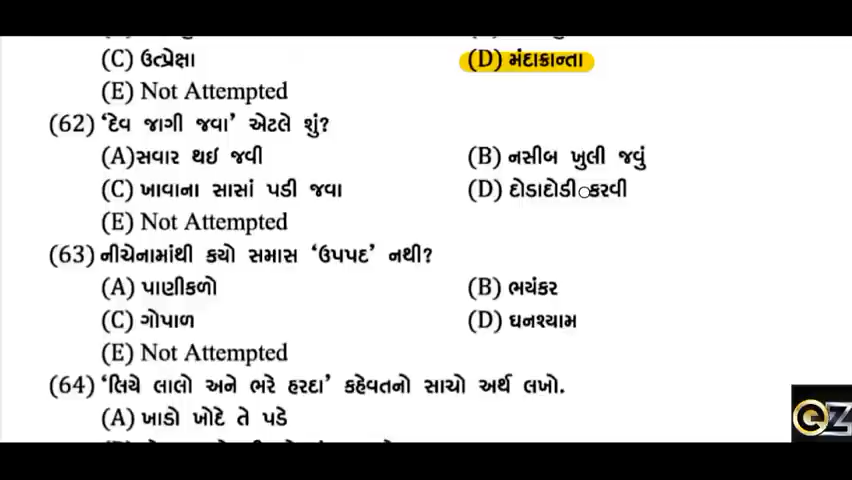 (C) ઉત્પ્રેક્ષા (D) મંદાક્રાન્તા
(E) Not Attempted
(62) ‘દેવ જાગી જવા’ એટલે શું?
(A)સવાર થઈ જવી (B) નસીબ ખુલી જવું
(C) ખાવાના સાસાં પડી જવા (D) દોડાદોડી કરવી
(E) Not Attempted
(63) નીચેનામાંથી કયો સમાસ ‘ઉપપદ’ નથી?
(A) પાણીકળો (B) ભયંકર
(C) ગોપાળ (D) ઘનશ્યામ
(E) Not Attempted
(64) ‘લિયે લાલો અને ભરે હરદા’ કહેવતનો સાચો અર્થ લખો.
(A) ખાડો ખોદે તે પડે